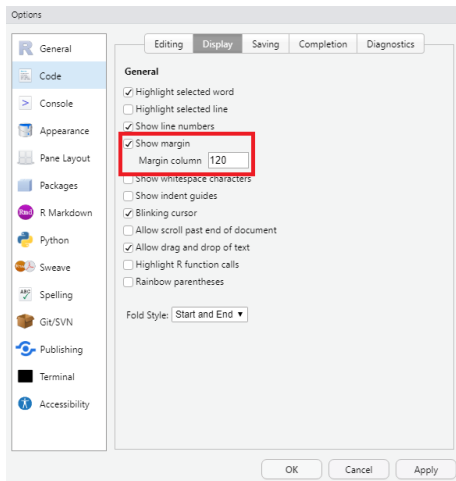 Options
General
Code
Console
Appearance
Pane Layout
Packages
Rmd R Markdown
Python
Sweave
ABC Spelling
Git/SVN
Publishing
Terminal
Accessibility
Editing Display Saving Completion Diagnostics
General
Highlight selected word
Highlight selected line
Show line numbers
Show margin
Margin column 120
Show whitespace characters
Show indent guides
Blinking cursor
Allow scroll past end of document
Allow drag and drop of text
Highlight R function calls
Rainbow parentheses
Fold Style: Start and End
OK Cancel Apply